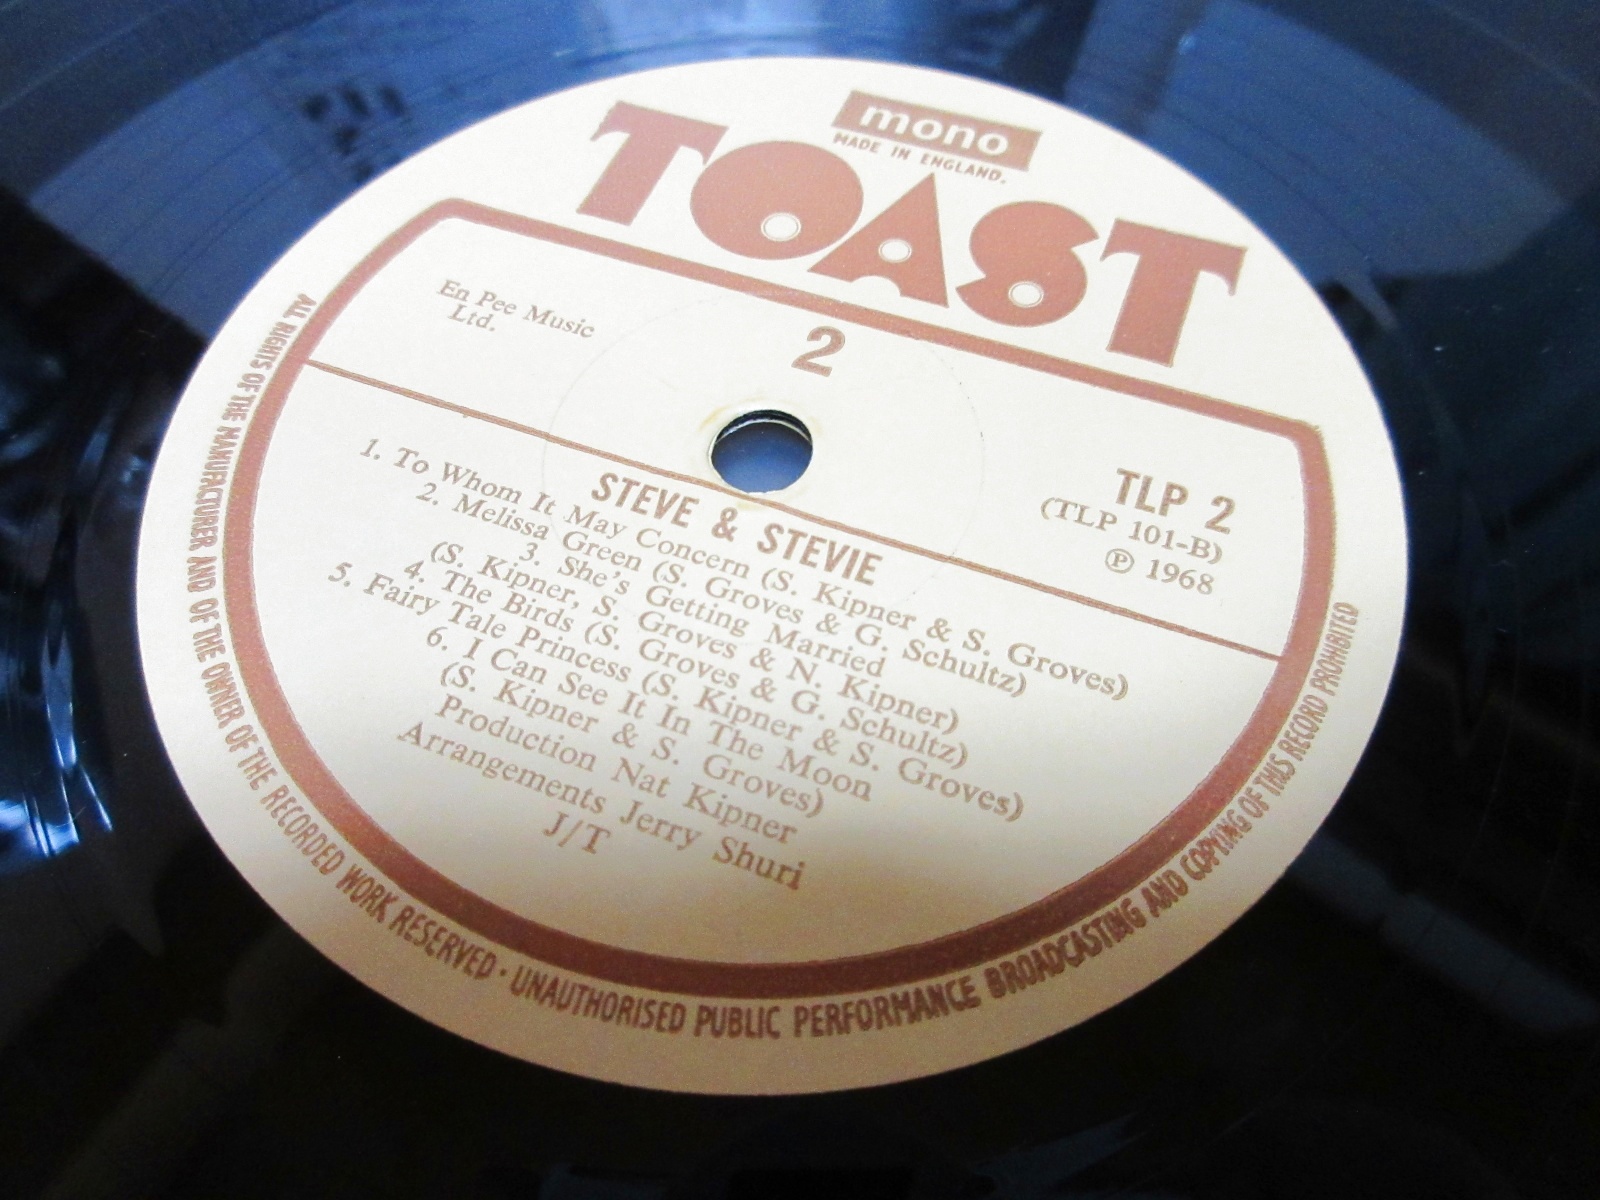 mono
MADE IN ENGLAND.
TOAST
En Pee Music
Ltd.
2
TLP 2
(TLP 101-B)
℗ 1968
STEVE & STEVIE
1. To Whom It May Concern (S. Kipner & S. Groves)
2. Melissa Green (S. Groves & G. Schultz)
3. She's Getting Married
(S. Kipner, S. Groves & N. Kipner)
4. The Birds (S. Groves & G. Schultz)
5. Fairy Tale Princess (S. Kipner & S. Groves)
6. I Can See It In The Moon
(S. Kipner & S. Groves)
Production Nat Kipner
Arrangements Jerry Shuri
J/T
ALL RIGHTS OF THE MANUFACTURER AND OF THE OWNER OF THE RECORDED WORK RESERVED · UNAUTHORISED PUBLIC PERFORMANCE BROADCASTING AND COPYING OF THIS RECORD PROHIBITED